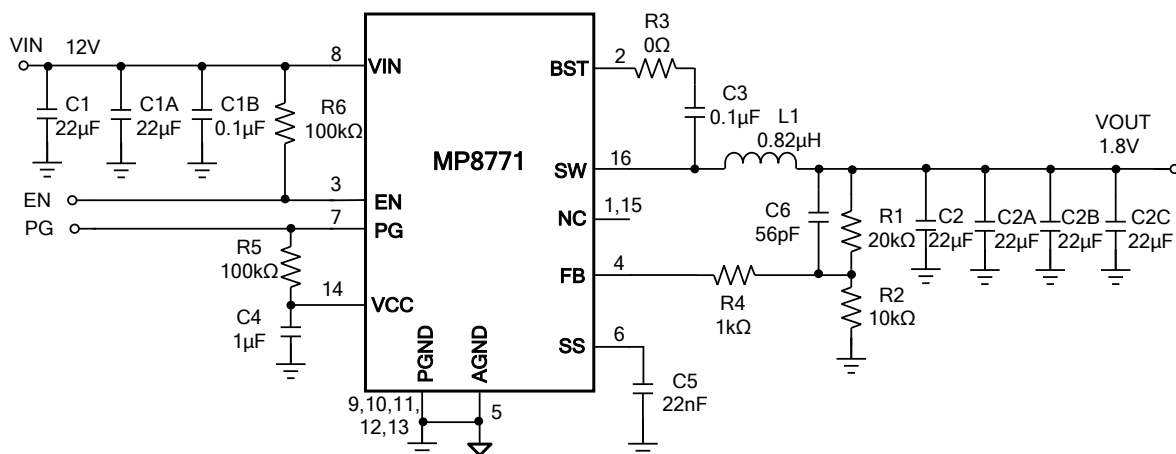 VIN
12V
8
VIN
C1
22µF
C1A
22µF
C1B
0.1µF
R6
100kΩ
EN
3
EN
PG
7
PG
R5
100kΩ
14
VCC
C4
1µF
MP8771
PGND
AGND
9,10,11,
12,13
5
BST
2
R3
0Ω
C3
0.1µF
L1
0.82µH
SW
16
VOUT
1.8V
NC
1,15
C6
56pF
R1
20kΩ
C2
22µF
C2A
22µF
C2B
22µF
C2C
22µF
FB
4
R4
1kΩ
R2
10kΩ
SS
6
C5
22nF